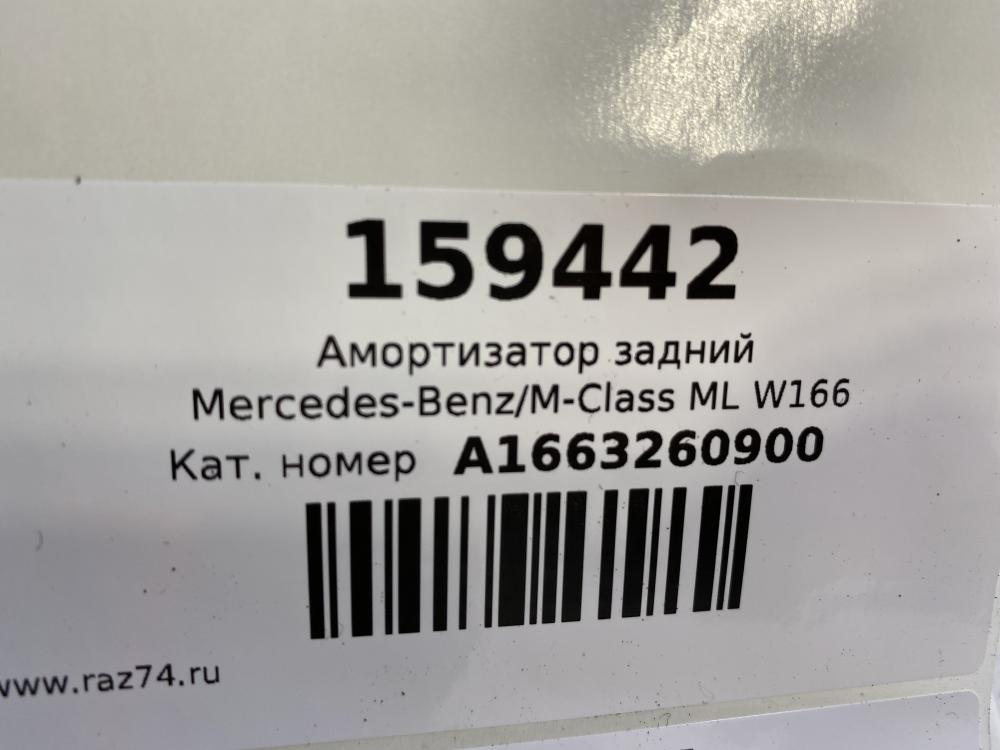 159442
Амортизатор задний
Mercedes-Benz/M-Class ML W166
Кат. номер A1663260900
www.raz74.ru